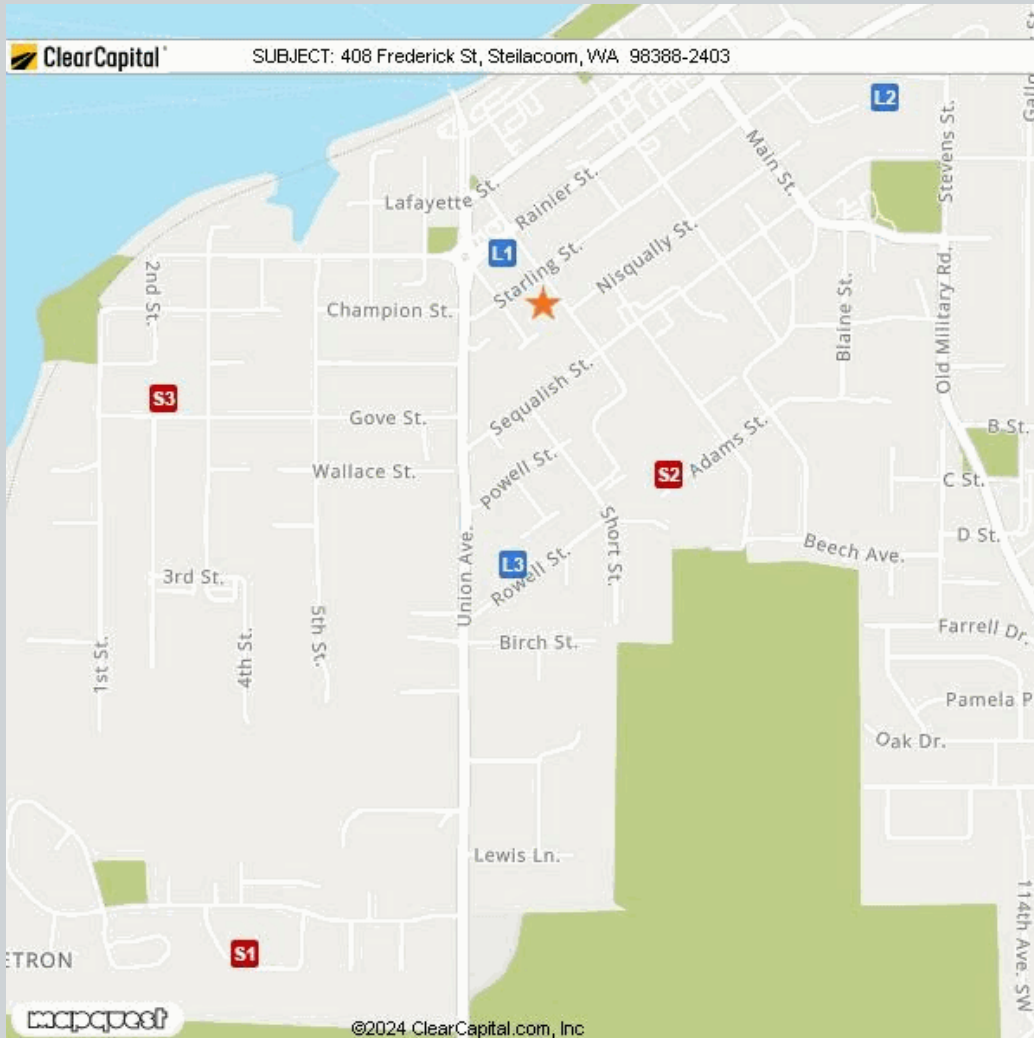 ClearCapital
SUBJECT: 408 Frederick St, Steilacoom, WA 98388-2403
L2
Main St.
Stevens St.
Lafayette St.
Rainier St.
L1
Starling St.
Nisqually St.
2nd St.
Champion St.
Blaine St.
Old Military Rd.
S3
Gove St.
Sequalish St.
B St.
Wallace St.
Powell St.
S2
Adams St.
C St.
Short St.
D St.
Union Ave.
Beech Ave.
L3
Rowell St.
3rd St.
5th St.
Farrell Dr.
1st St.
4th St.
Birch St.
Pamela P
Oak Dr.
Lewis Ln.
114th Ave. SW
S1
ETRON
mapquest
©2024 ClearCapital.com, Inc